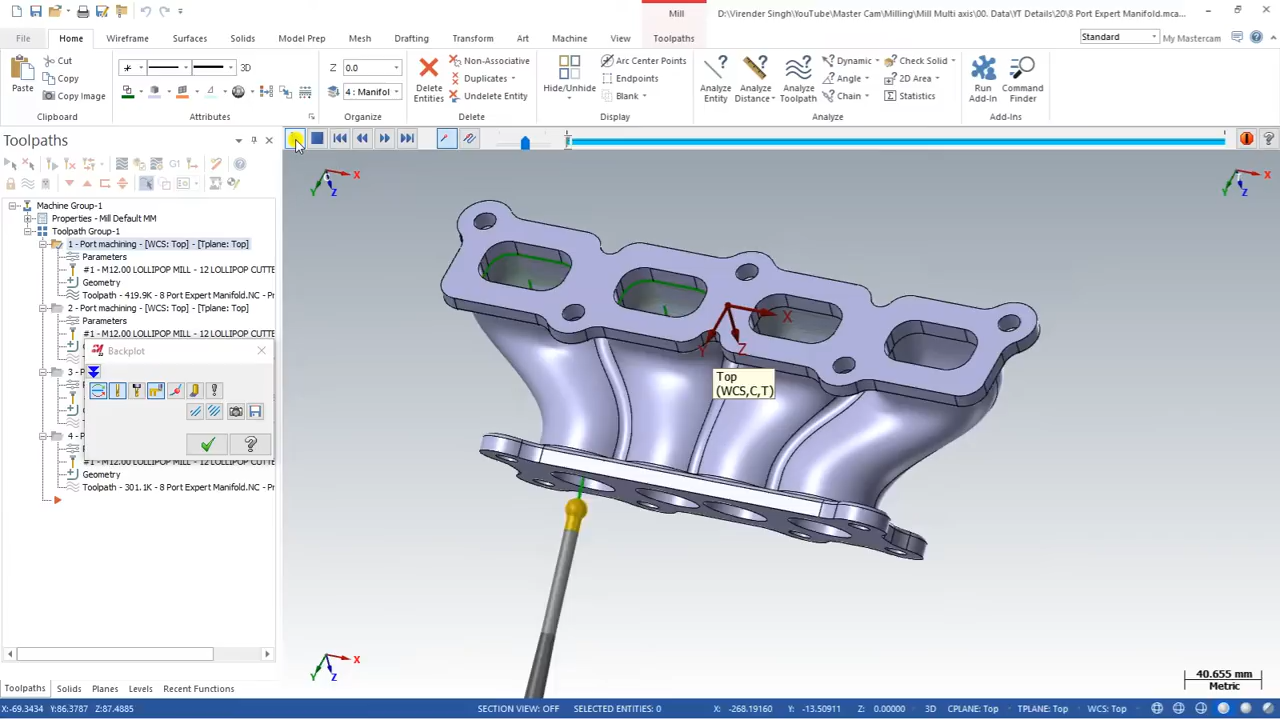 Mill
D:\Virender Singh\YouTube\Master Cam\Milling\Mill Multi axis\00. Data\YT Details\20\8 Port Expert Manifold.mca...
File Home Wireframe Surfaces Solids Model Prep Mesh Drafting Transform Art Machine View Toolpaths
Standard My Mastercam
Cut
Copy
Copy Image
Paste
3D
Z 0.0
4 : Manifol
Delete Entities
Non-Associative
Duplicates
Undelete Entity
Hide/Unhide
Arc Center Points
Endpoints
Blank
Analyze Entity
Analyze Distance
Analyze Toolpath
Dynamic
Angle
Chain
Check Solid
2D Area
Statistics
Run Add-In
Command Finder
Clipboard Attributes Organize Delete Display Analyze Add-Ins
Toolpaths
G1
Machine Group-1
Properties - Mill Default MM
Toolpath Group-1
1 - Port machining - [WCS: Top] - [Tplane: Top]
Parameters
#1 - M12.00 LOLLIPOP MILL - 12 LOLLIPOP CUTTE
Geometry
Toolpath - 419.9K - 8 Port Expert Manifold.NC - Pr
2 - Port machining - [WCS: Top] - [Tplane: Top]
Parameters
#1 - M12.00 LOLLIPOP MILL - 12 LOLLIPOP CUTTE
Backplot
3 - P
4 - P
#1 - M12.00 LOLLIPOP MILL - 12 LOLLIPOP CUTTE
Geometry
Toolpath - 301.1K - 8 Port Expert Manifold.NC - Pr
X
Y
Z
X
Y
Z
X
Y
Z
Top
(WCS,C,T)
X
Y
Z
40.655 mm
Metric
Toolpaths Solids Planes Levels Recent Functions
X:-69.3434 Y:86.3787 Z:87.4885 SECTION VIEW: OFF SELECTED ENTITIES: 0 X: -268.19160 Y: -13.50911 Z: 0.00000 3D CPLANE: Top TPLANE: Top WCS: Top